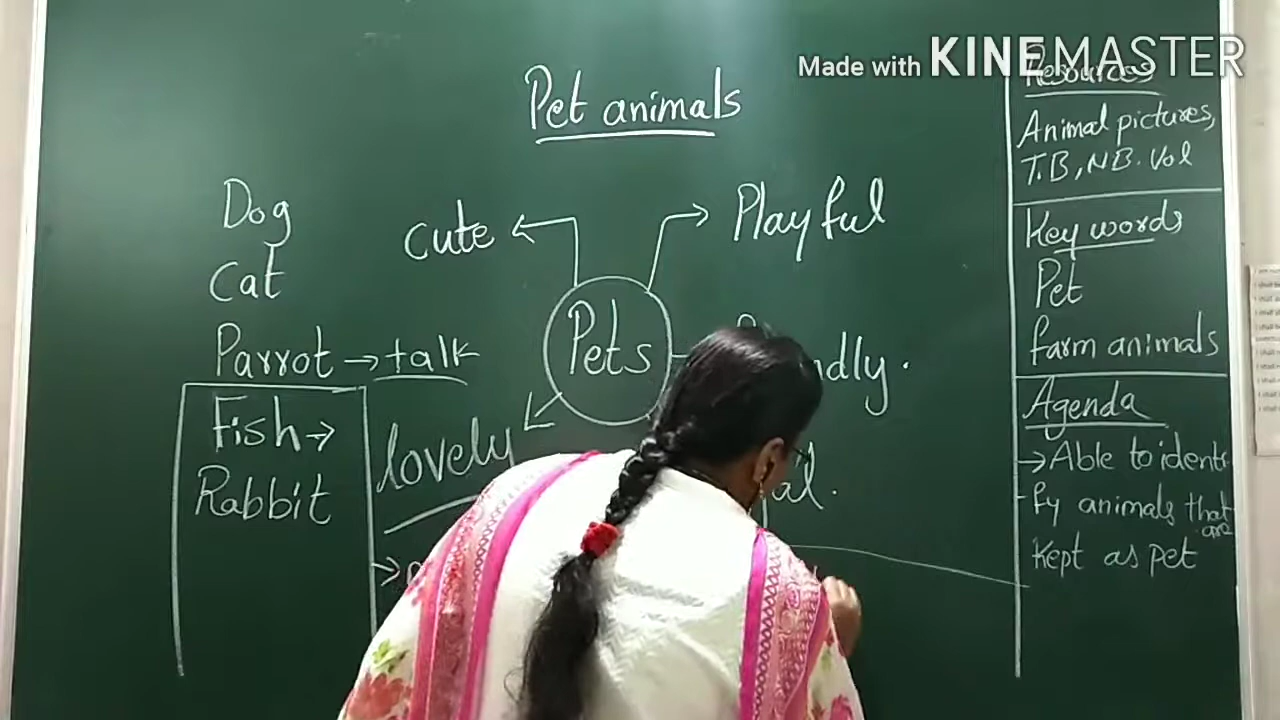 Made with KINEMASTER
Pet animals
Dog
Cat
Parrot → talk
Fish →
Rabbit
cute
Playful
Pets
lovely
Resources
Animal pictures,
T.B, N.B. Vol
Key words
Pet
farm animals
Agenda
→ Able to identi
fy animals that
are
Kept as pet